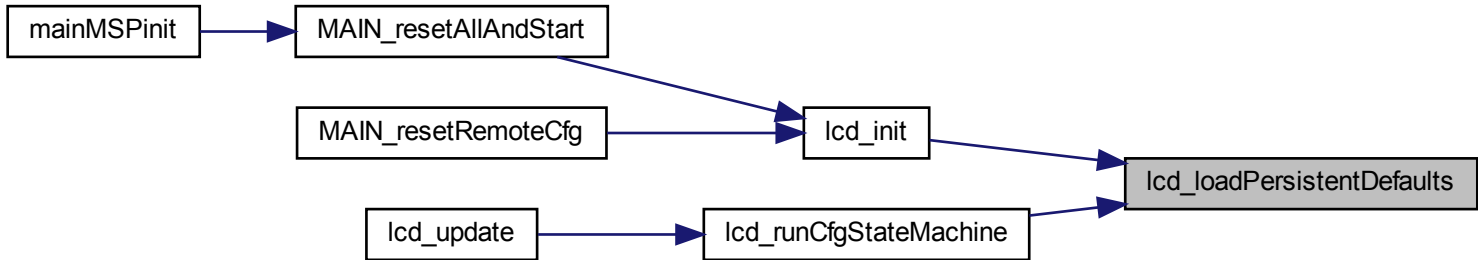 mainMSPinit
MAIN_resetAllAndStart
MAIN_resetRemoteCfg
lcd_init
lcd_loadPersistentDefaults
lcd_update
lcd_runCfgStateMachine